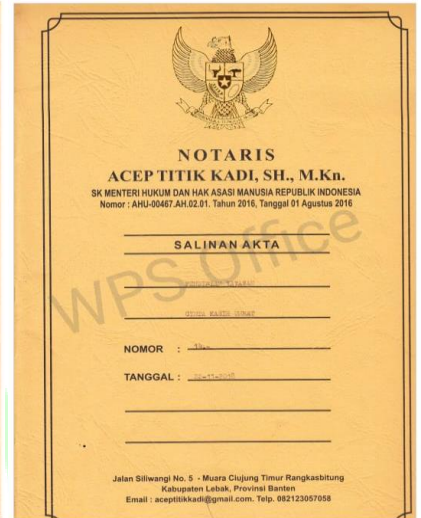 NOTARIS
ACEP TITIK KADI, SH., M.Kn.
SK MENTERI HUKUM DAN HAK ASASI MANUSIA REPUBLIK INDONESIA
Nomor : AHU-00467.AH.02.01. Tahun 2016, Tanggal 01 Agustus 2016
SALINAN AKTA
WPS Office
NOMOR :
TANGGAL :
Jalan Siliwangi No. 5 - Muara Ciujung Timur Rangkasbitung
Kabupaten Lebak, Provinsi Banten
Email : aceptitikkadi@gmail.com. Telp. 082123057058